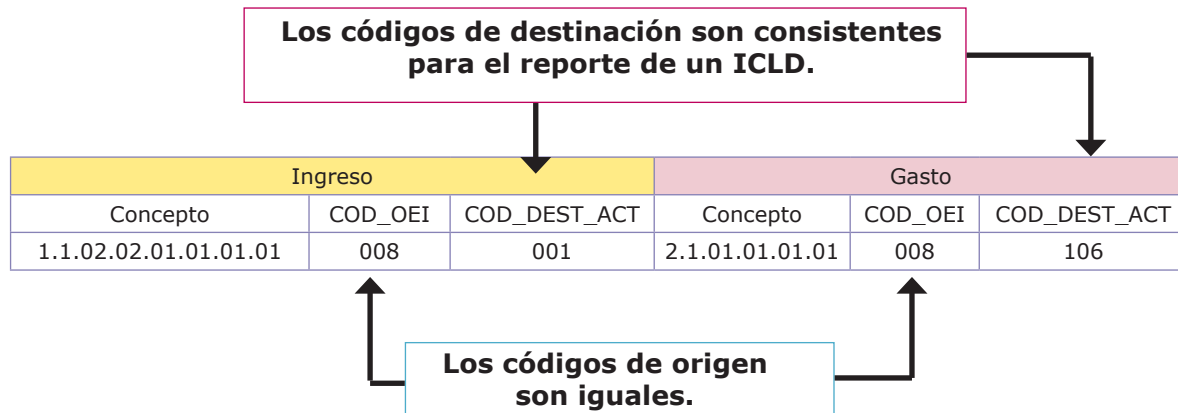 Los códigos de destinación son consistentes
para el reporte de un ICLD.
Ingreso Gasto
Concepto COD_OEI COD_DEST_ACT Concepto COD_OEI COD_DEST_ACT
1.1.02.02.01.01.01.01 008 001 2.1.01.01.01.01 008 106
Los códigos de origen
son iguales.